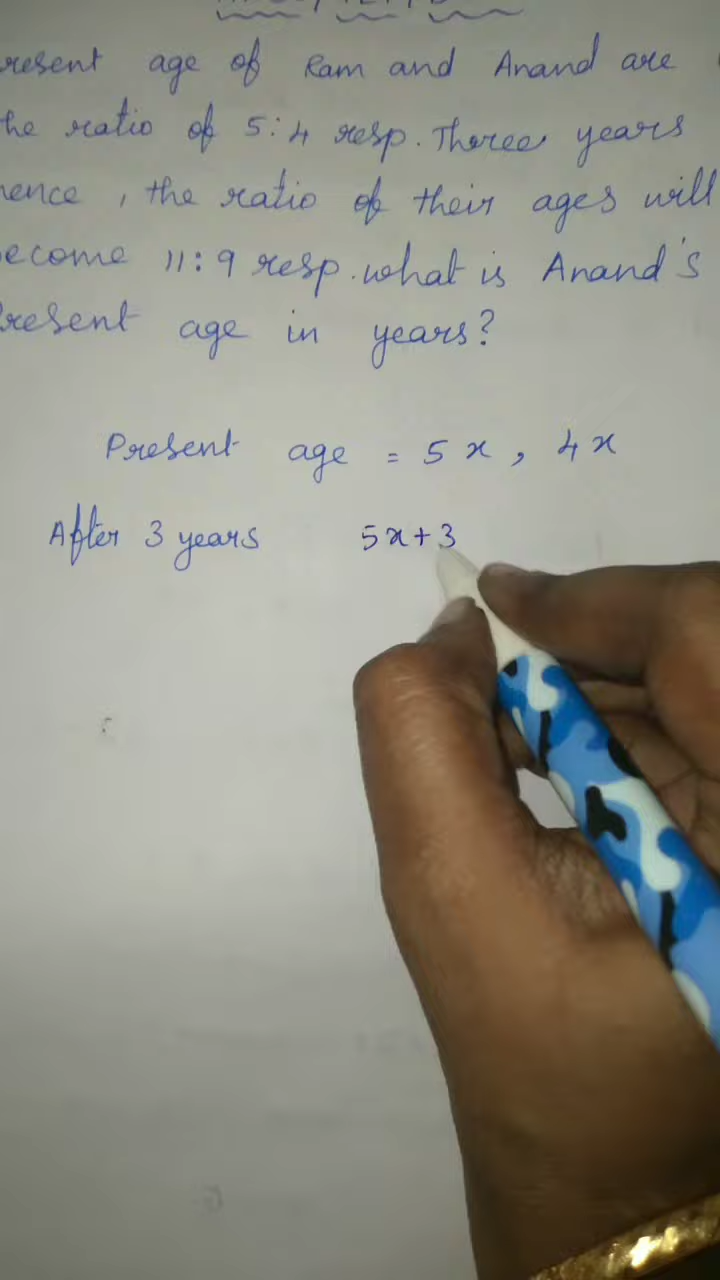 resent age of Ram and Anand are
he ratio of 5:4 resp. Three years
hence, the ratio of their ages will
ecome 11:9 resp. what is Anand's
resent age in years?
Present age = 5x, 4x
After 3 years 5x+3